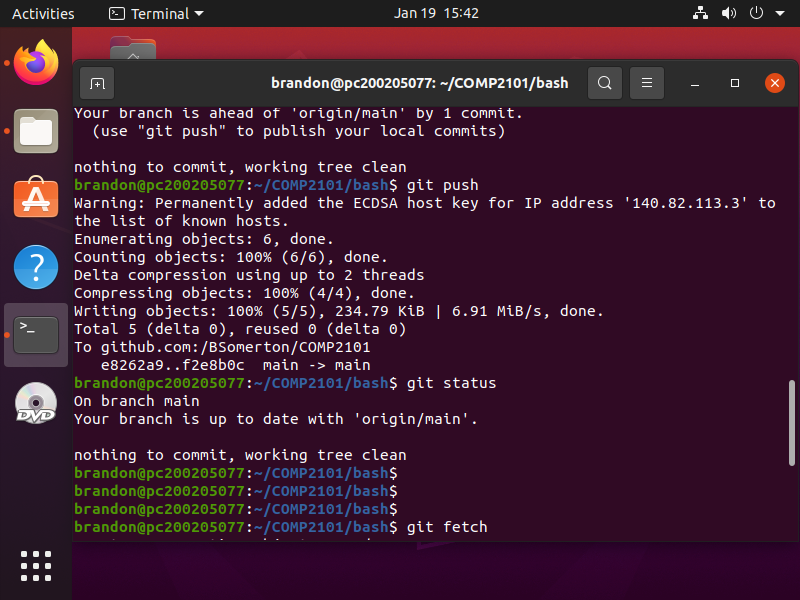 Activities
Terminal
Jan 19 15:42
brandon@pc200205077: ~/COMP2101/bash
Your branch is ahead of 'origin/main' by 1 commit.
  (use "git push" to publish your local commits)
nothing to commit, working tree clean
brandon@pc200205077:~/COMP2101/bash$ git push
Warning: Permanently added the ECDSA host key for IP address '140.82.113.3' to
the list of known hosts.
Enumerating objects: 6, done.
Counting objects: 100% (6/6), done.
Delta compression using up to 2 threads
Compressing objects: 100% (4/4), done.
Writing objects: 100% (5/5), 234.79 KiB | 6.91 MiB/s, done.
Total 5 (delta 0), reused 0 (delta 0)
To github.com:/BSomerton/COMP2101
   e8262a9..f2e8b0c  main -> main
brandon@pc200205077:~/COMP2101/bash$ git status
On branch main
Your branch is up to date with 'origin/main'.
nothing to commit, working tree clean
brandon@pc200205077:~/COMP2101/bash$
brandon@pc200205077:~/COMP2101/bash$
brandon@pc200205077:~/COMP2101/bash$
brandon@pc200205077:~/COMP2101/bash$ git fetch
>_
DVD